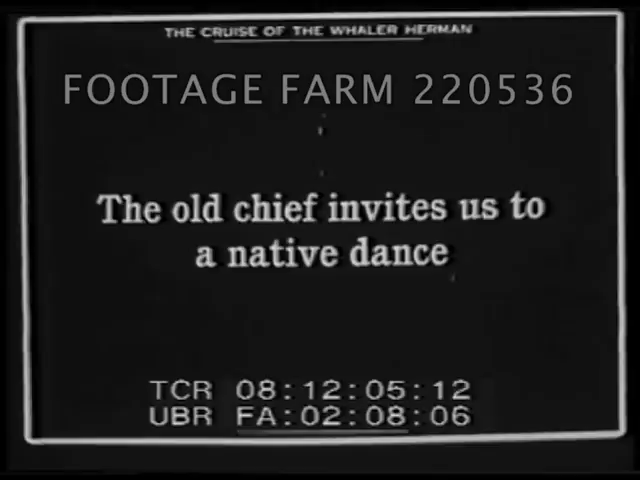 THE CRUISE OF THE WHALER HERMAN
FOOTAGE FARM 220536
The old chief invites us to
a native dance
TCR 08:12:05:12
UBR FA:02:08:06